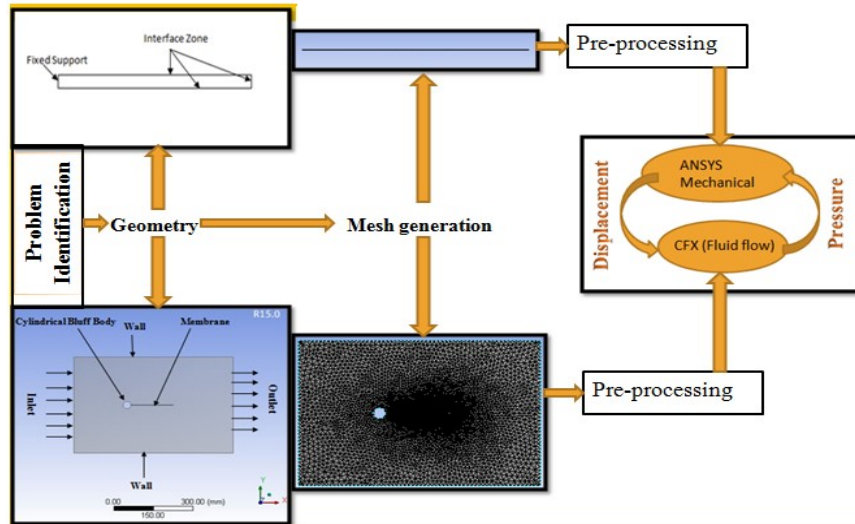 Interface Zone
Fixed Support
Pre-processing
Problem
Identification
Geometry
Mesh generation
ANSYS
Mechanical
Displacement
Pressure
CFX (Fluid flow)
R15.0
Cylindrical Bluff Body
Membrane
Wall
Inlet
Outlet
Wall
Y
X
0.00
300.00 (mm)
150.00
Pre-processing